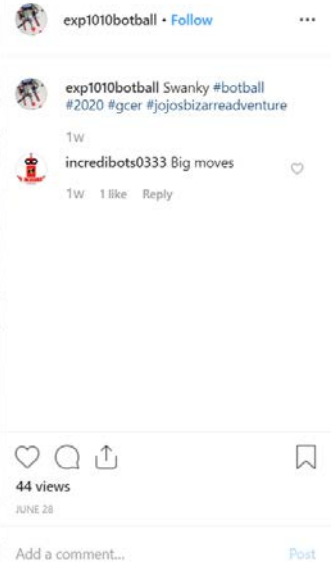 exp1010botball • Follow
exp1010botball Swanky #botball
#2020 #gcer #jojosbizarreadventure
1w
incredibots0333 Big moves
1w 1 like Reply
44 views
JUNE 28
Add a comment... Post